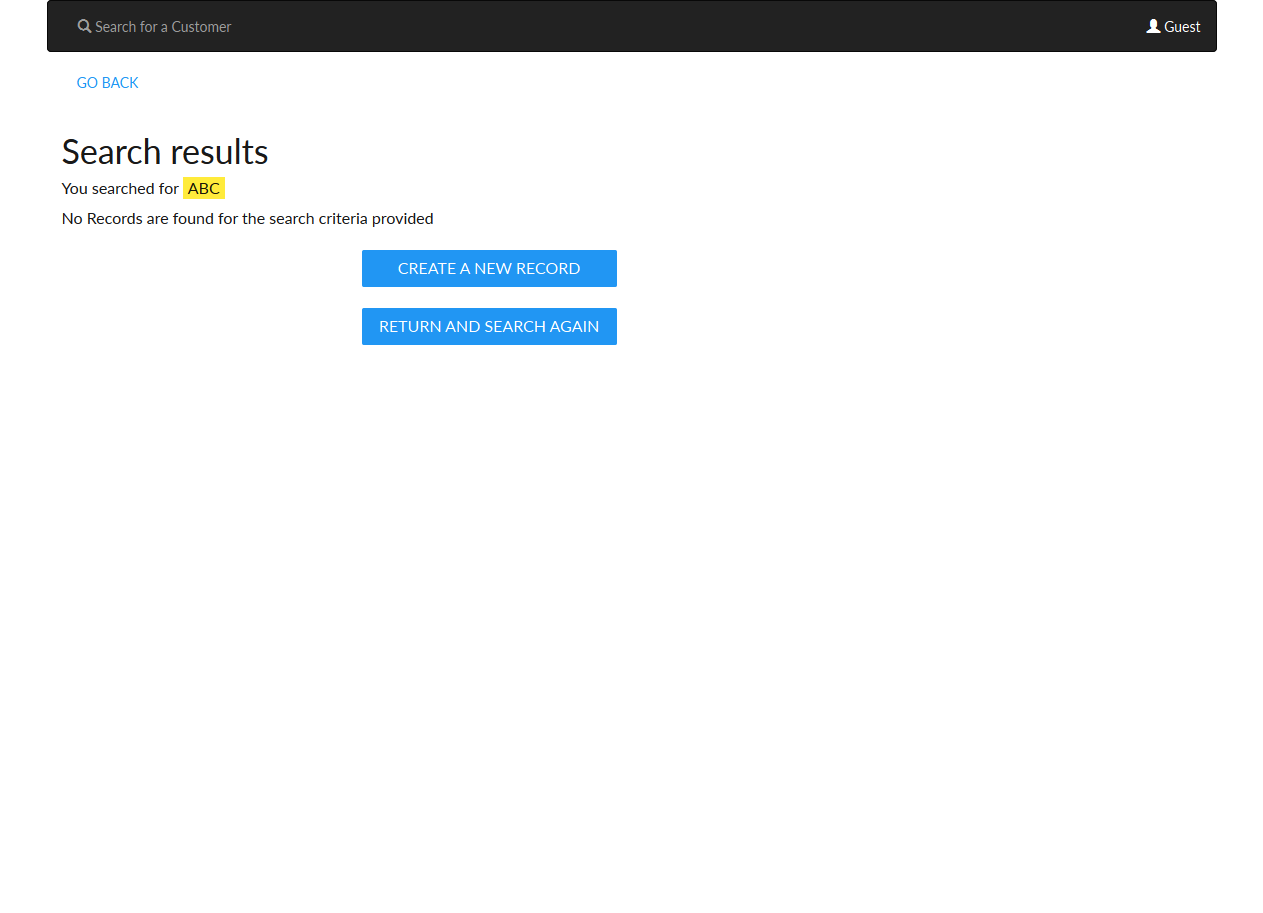 Search for a Customer
Guest
GO BACK
Search results
You searched for ABC
No Records are found for the search criteria provided
CREATE A NEW RECORD
RETURN AND SEARCH AGAIN